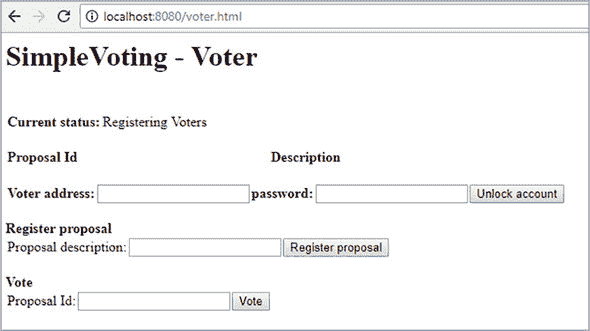 localhost:8080/voter.html
SimpleVoting - Voter
Current status: Registering Voters
Proposal Id Description
Voter address: password: Unlock account
Register proposal
Proposal description: Register proposal
Vote
Proposal Id: Vote